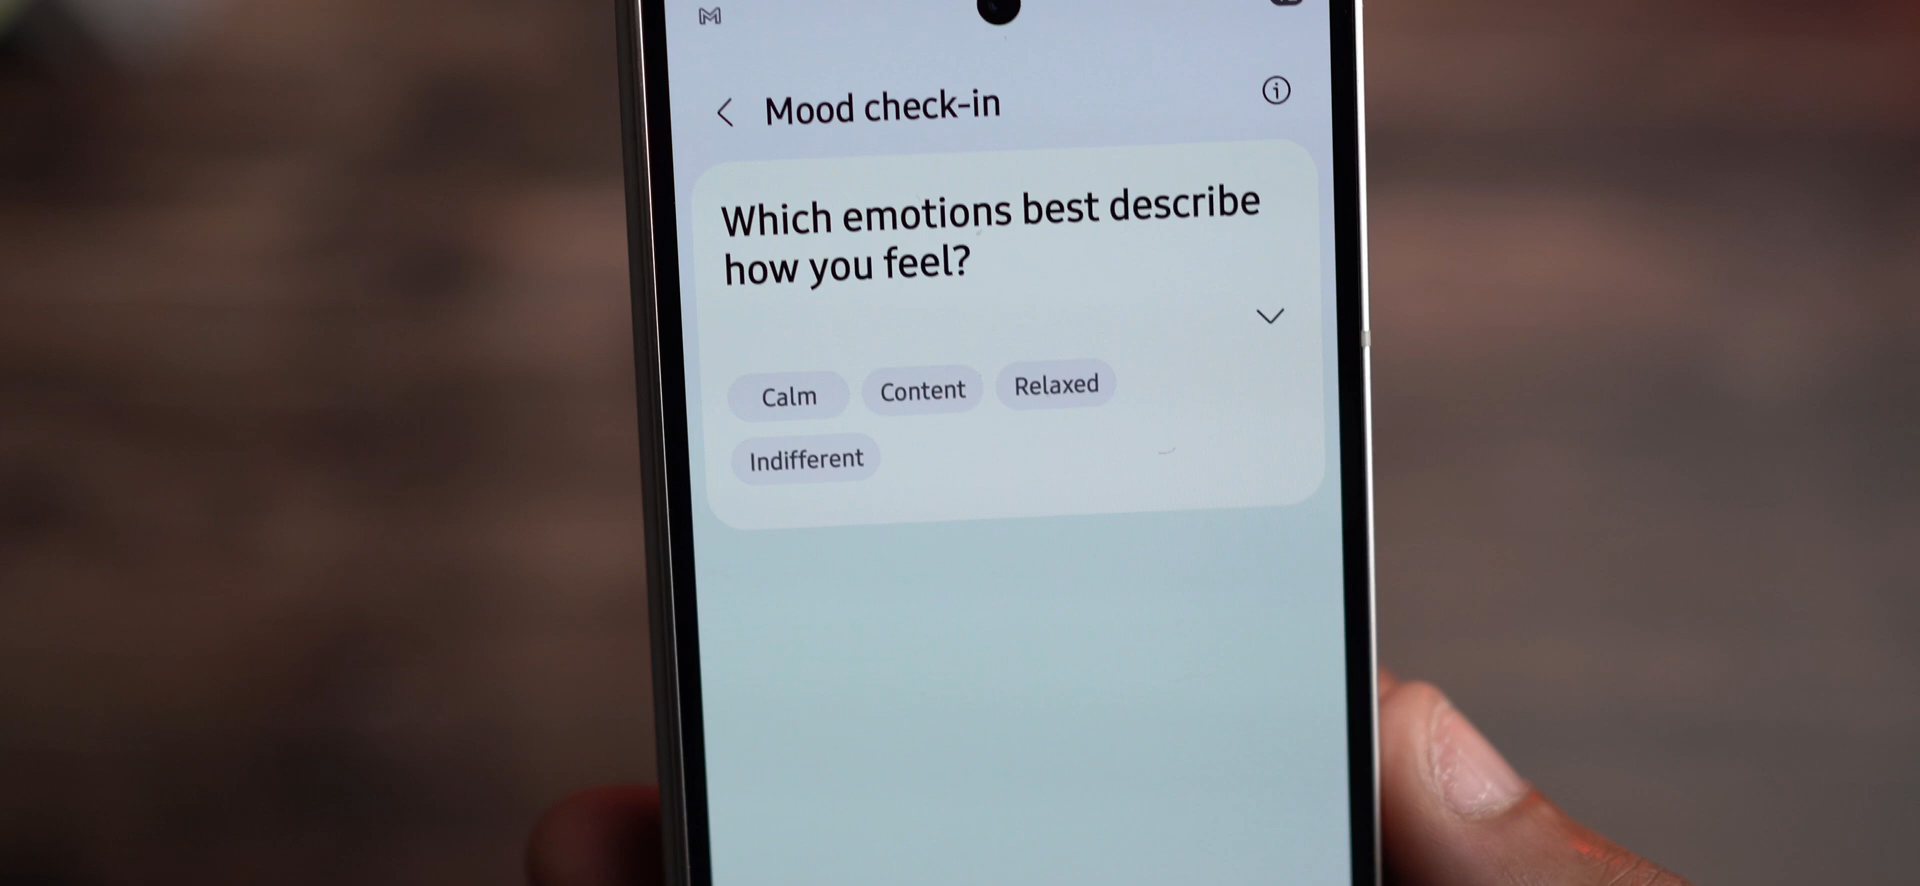 Mood check-in
Which emotions best describe
how you feel?
Calm Content Relaxed
Indifferent